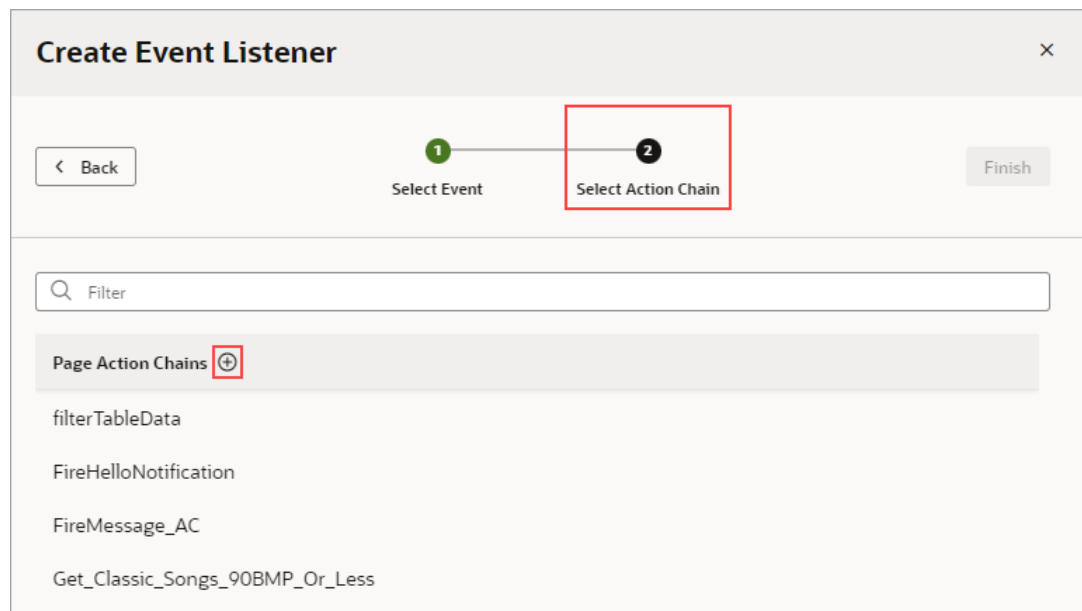 Create Event Listener
Back
1
2
Finish
Select Event
Select Action Chain
Filter
Page Action Chains
filterTableData
FireHelloNotification
FireMessage_AC
Get_Classic_Songs_90BMP_Or_Less